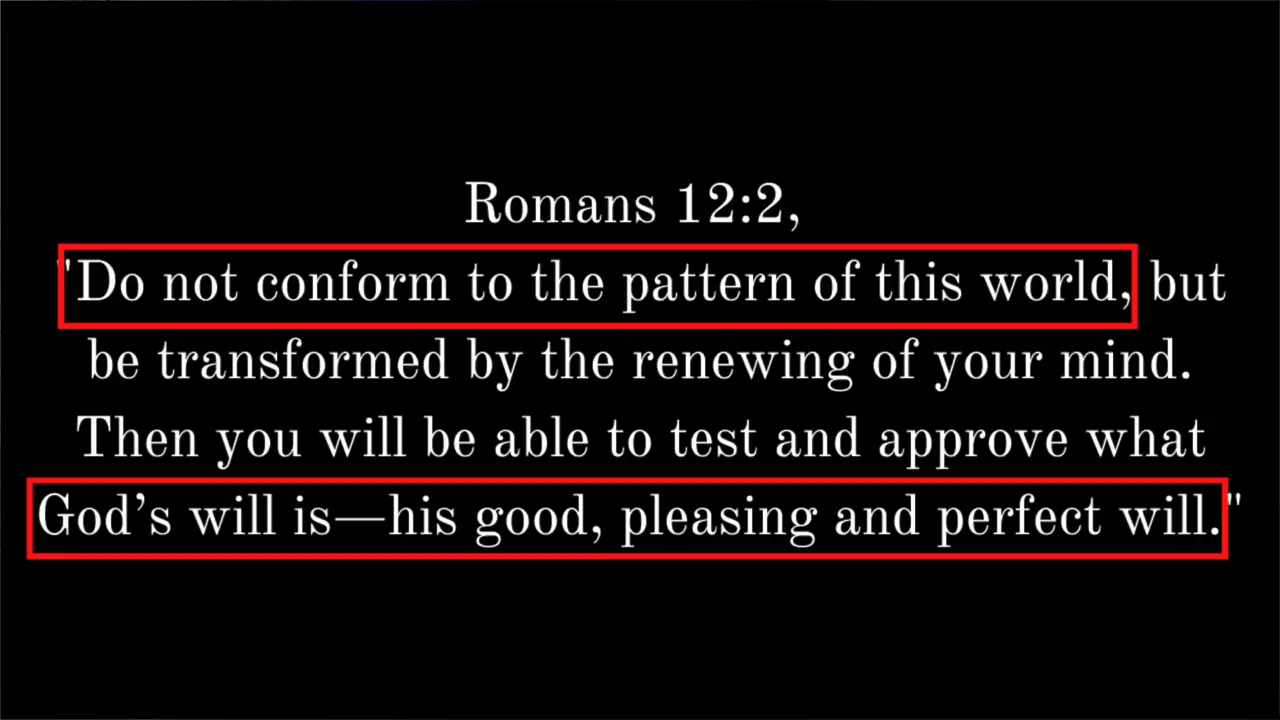 Romans 12:2,
"Do not conform to the pattern of this world, but
be transformed by the renewing of your mind.
Then you will be able to test and approve what
God’s will is—his good, pleasing and perfect will."